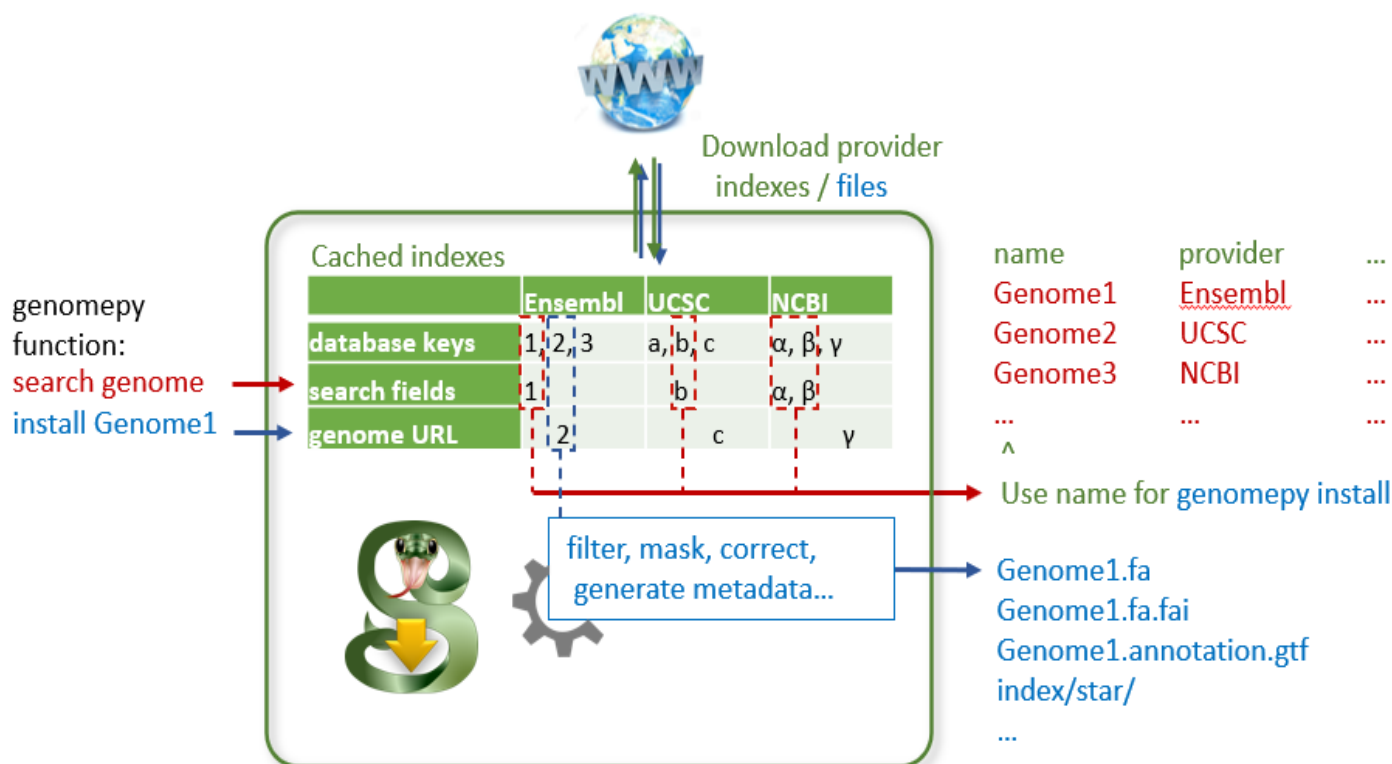 WWW
Download provider
indexes / files
Cached indexes
Ensembl UCSC NCBI
database keys 1, 2, 3 a, b, c α, β, γ
search fields 1 b α, β
genome URL 2 c γ
genomepy
function:
search genome
install Genome1
name provider ...
Genome1 Ensembl ...
Genome2 UCSC ...
Genome3 NCBI ...
... ... ...
^
Use name for genomepy install
filter, mask, correct,
generate metadata...
Genome1.fa
Genome1.fa.fai
Genome1.annotation.gtf
index/star/
...